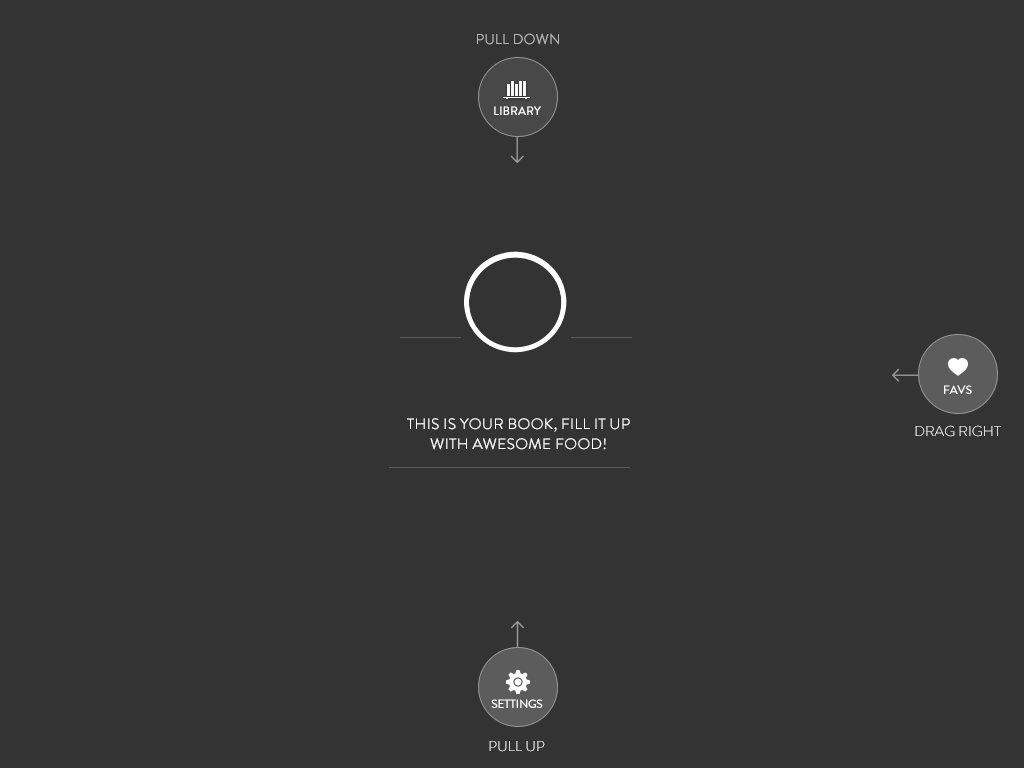 PULL DOWN
LIBRARY
THIS IS YOUR BOOK, FILL IT UP
WITH AWESOME FOOD!
FAVS
DRAG RIGHT
SETTINGS
PULL UP